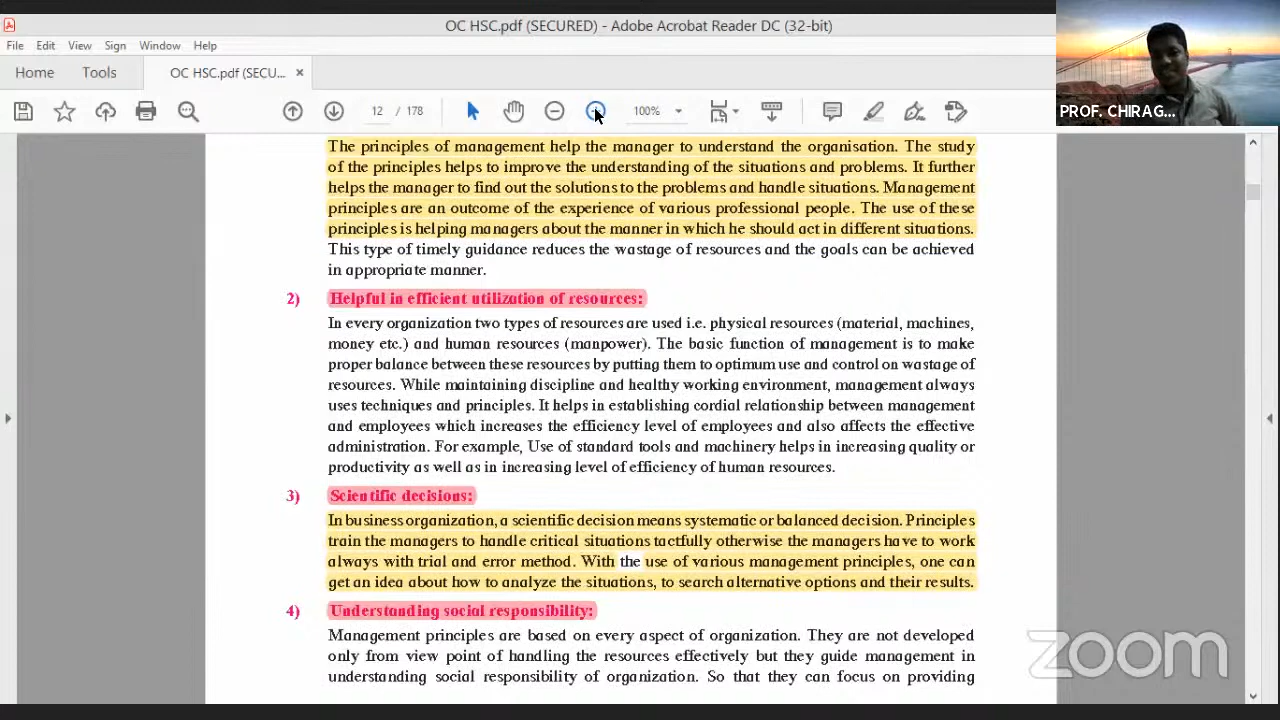 OC HSC.pdf (SECURED) - Adobe Acrobat Reader DC (32-bit)
File Edit View Sign Window Help
Home Tools OC HSC.pdf (SECU... ×
12 / 178 100%
PROF. CHIRAG...
The principles of management help the manager to understand the organisation. The study
of the principles helps to improve the understanding of the situations and problems. It further
helps the manager to find out the solutions to the problems and handle situations. Management
principles are an outcome of the experience of various professional people. The use of these
principles is helping managers about the manner in which he should act in different situations.
This type of timely guidance reduces the wastage of resources and the goals can be achieved
in appropriate manner.
2) Helpful in efficient utilization of resources:
In every organization two types of resources are used i.e. physical resources (material, machines,
money etc.) and human resources (manpower). The basic function of management is to make
proper balance between these resources by putting them to optimum use and control on wastage of
resources. While maintaining discipline and healthy working environment, management always
uses techniques and principles. It helps in establishing cordial relationship between management
and employees which increases the efficiency level of employees and also affects the effective
administration. For example, Use of standard tools and machinery helps in increasing quality or
productivity as well as in increasing level of efficiency of human resources.
3) Scientific decisions:
In business organization, a scientific decision means systematic or balanced decision. Principles
train the managers to handle critical situations tactfully otherwise the managers have to work
always with trial and error method. With the use of various management principles, one can
get an idea about how to analyze the situations, to search alternative options and their results.
4) Understanding social responsibility:
Management principles are based on every aspect of organization. They are not developed
only from view point of handling the resources effectively but they guide management in
understanding social responsibility of organization. So that they can focus on providing
zoom